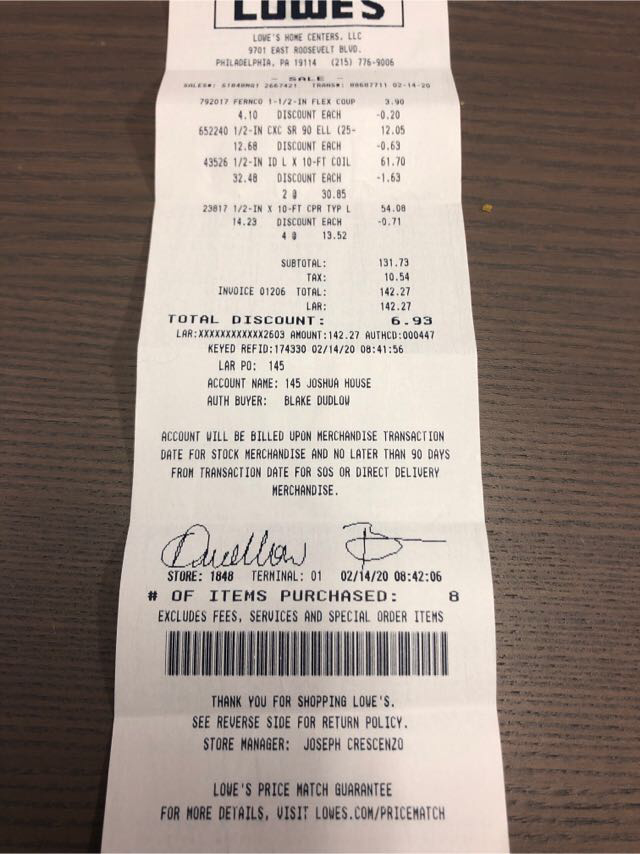 LOWE'S
LOWE'S HOME CENTERS, LLC
9701 EAST ROOSEVELT BLVD.
PHILADELPHIA, PA 19114 (215) 776-9006
- SALE -
SALES#: 2667421 TRANS#: 88687711 02-14-20
792017 FERNCO 1-1/2-IN FLEX COUP 3.90
4.10 DISCOUNT EACH -0.20
652240 1/2-IN CXC SR 90 ELL (25- 12.05
12.68 DISCOUNT EACH -0.63
43526 1/2-IN ID L X 10-FT COIL 61.70
32.48 DISCOUNT EACH -1.63
2 @ 30.85
23817 1/2-IN X 10-FT CPR TYP L 54.08
14.23 DISCOUNT EACH -0.71
4 @ 13.52
SUBTOTAL: 131.73
TAX: 10.54
INVOICE 01206 TOTAL: 142.27
LAR: 142.27
TOTAL DISCOUNT: 6.93
LAR:XXXXXXXXXXXX2603 AMOUNT:142.27 AUTHCD:000447
KEYED REFID:174330 02/14/20 08:41:56
LAR PO: 145
ACCOUNT NAME: 145 JOSHUA HOUSE
AUTH BUYER: BLAKE DUDLOW
ACCOUNT WILL BE BILLED UPON MERCHANDISE TRANSACTION
DATE FOR STOCK MERCHANDISE AND NO LATER THAN 90 DAYS
FROM TRANSACTION DATE FOR SOS OR DIRECT DELIVERY
MERCHANDISE.
STORE: 1848 TERMINAL: 01 02/14/20 08:42:06
# OF ITEMS PURCHASED: 8
EXCLUDES FEES, SERVICES AND SPECIAL ORDER ITEMS
THANK YOU FOR SHOPPING LOWE'S.
SEE REVERSE SIDE FOR RETURN POLICY.
STORE MANAGER: JOSEPH CRESCENZO
LOWE'S PRICE MATCH GUARANTEE
FOR MORE DETAILS, VISIT LOWES.COM/PRICEMATCH